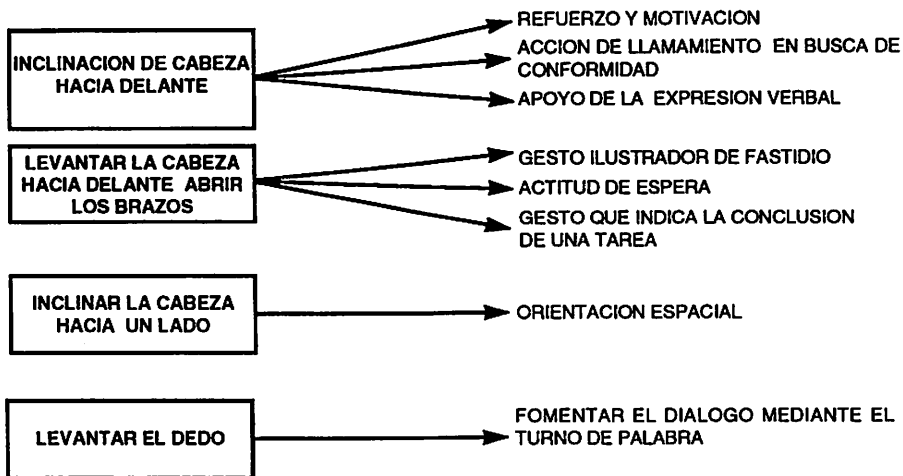 INCLINACION DE CABEZA
HACIA DELANTE
REFUERZO Y MOTIVACION
ACCION DE LLAMAMIENTO EN BUSCA DE
CONFORMIDAD
APOYO DE LA EXPRESION VERBAL
LEVANTAR LA CABEZA
HACIA DELANTE ABRIR
LOS BRAZOS
GESTO ILUSTRADOR DE FASTIDIO
ACTITUD DE ESPERA
GESTO QUE INDICA LA CONCLUSION
DE UNA TAREA
INCLINAR LA CABEZA
HACIA UN LADO
ORIENTACION ESPACIAL
LEVANTAR EL DEDO
FOMENTAR EL DIALOGO MEDIANTE EL
TURNO DE PALABRA